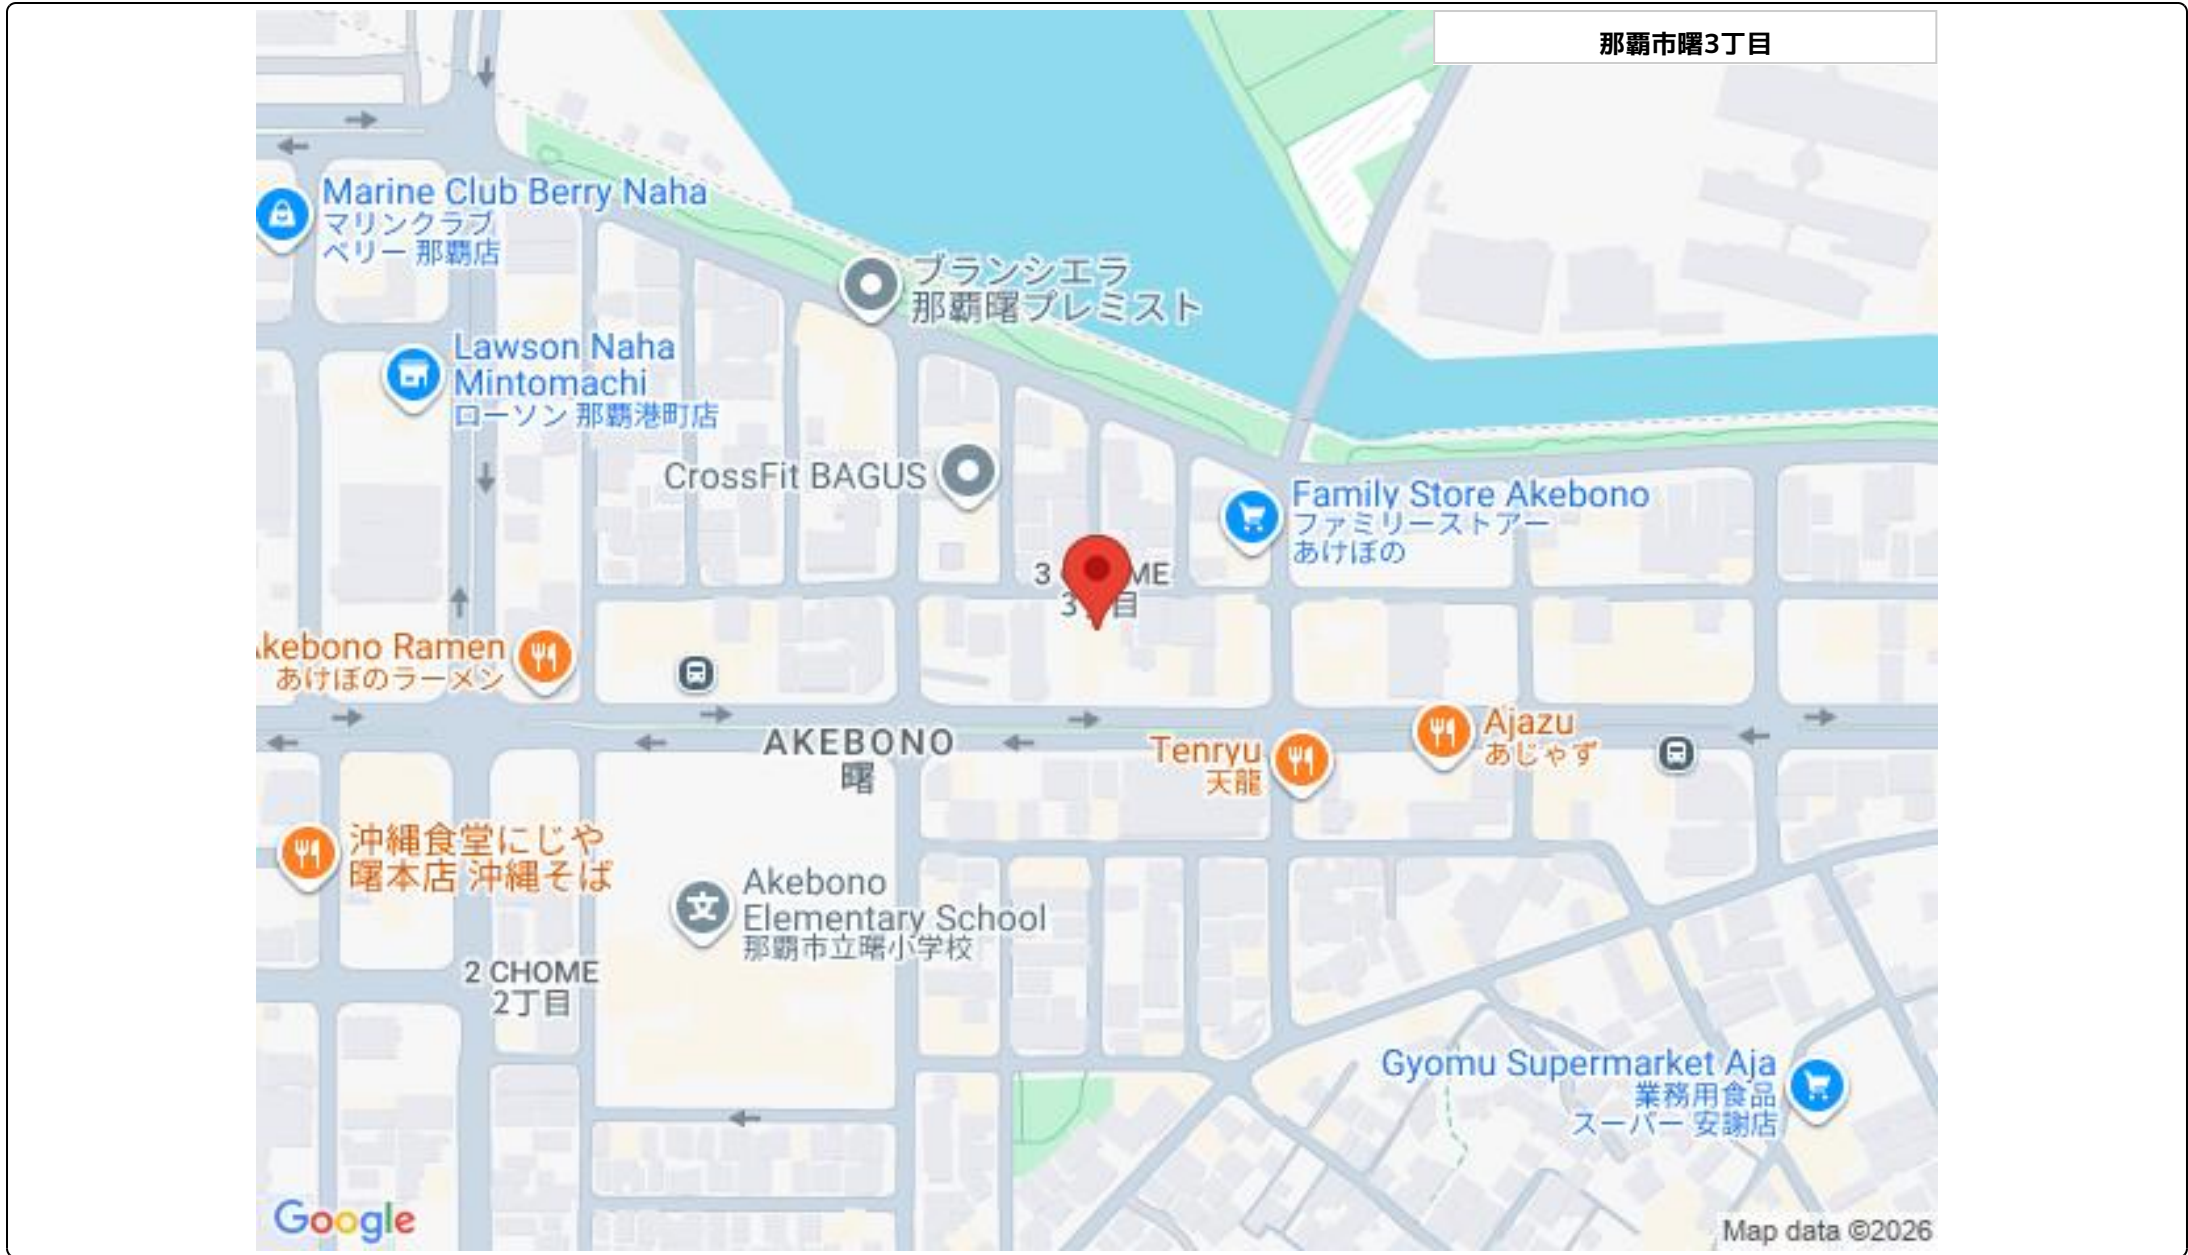 那覇市曙3丁目
Marine Club Berry Naha
マリンクラブ
ベリー 那覇店
ブランシエラ
那覇曙プレミスト
Lawson Naha
Mintomachi
ローソン 那覇港町店
CrossFit BAGUS
Family Store Akebono
ファミリーストアー
あけぼの
3
ME
3
目
kebono Ramen
あけぼのラーメン
AKEBONO
曙
Tenryu
天龍
Ajazu
あじゃず
沖縄食堂にじや
曙本店 沖縄そば
文
Akebono
Elementary School
那覇市立曙小学校
2 CHOME
2丁目
Gyomu Supermarket Aja
業務用食品
スーパー 安謝店
Google
Map data ©2026